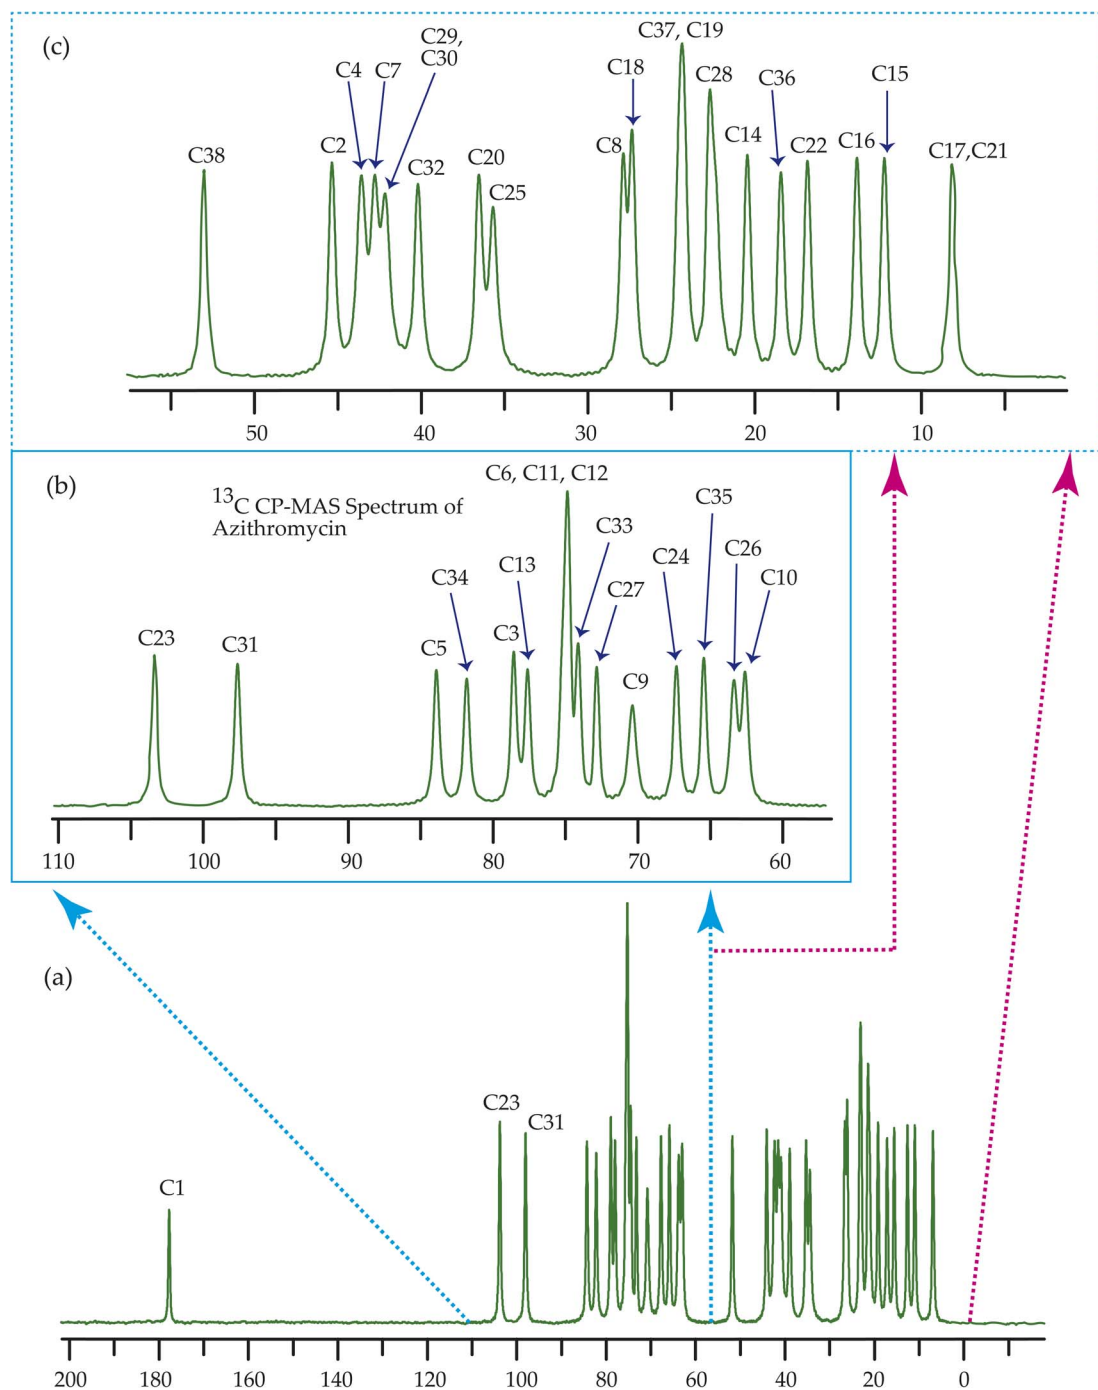 (c)
C38
C2
C4
C7
C29,
C30
C32
C20
C25
C8
C18
C37, C19
C28
C14
C36
C22
C16
C15
C17,C21
50
40
30
20
10
(b)
13C CP-MAS Spectrum of
Azithromycin
C23
C31
C5
C34
C3
C13
C6, C11, C12
C33
C27
C9
C24
C35
C26
C10
110
100
90
80
70
60
(a)
C1
C23
C31
200
180
160
140
120
100
80
60
40
20
0